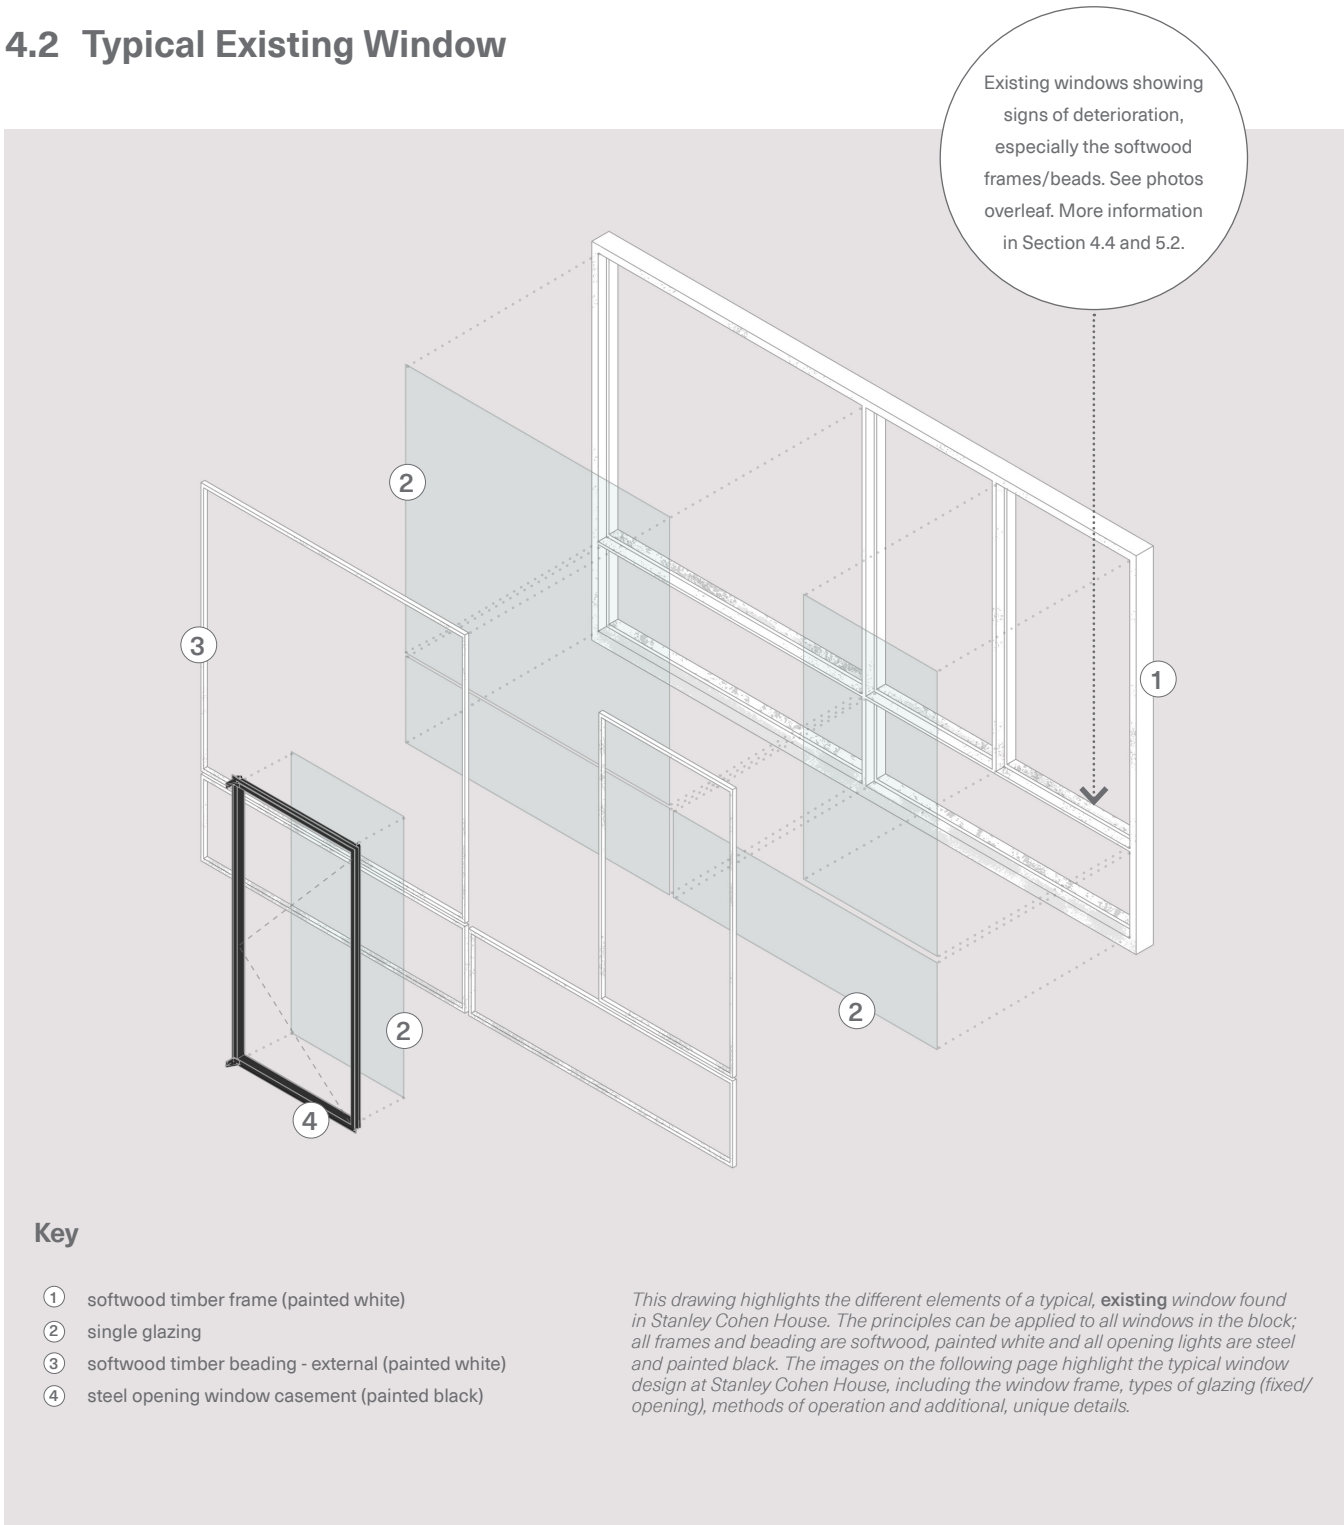 4.2 Typical Existing Window
Existing windows showing
signs of deterioration,
especially the softwood
frames/beads. See photos
overleaf. More information
in Section 4.4 and 5.2.
2
3
1
2
2
4
Key
1 softwood timber frame (painted white)
2 single glazing
3 softwood timber beading - external (painted white)
4 steel opening window casement (painted black)
This drawing highlights the different elements of a typical, existing window found
in Stanley Cohen House. The principles can be applied to all windows in the block;
all frames and beading are softwood, painted white and all opening lights are steel
and painted black. The images on the following page highlight the typical window
design at Stanley Cohen House, including the window frame, types of glazing (fixed/
opening), methods of operation and additional, unique details.